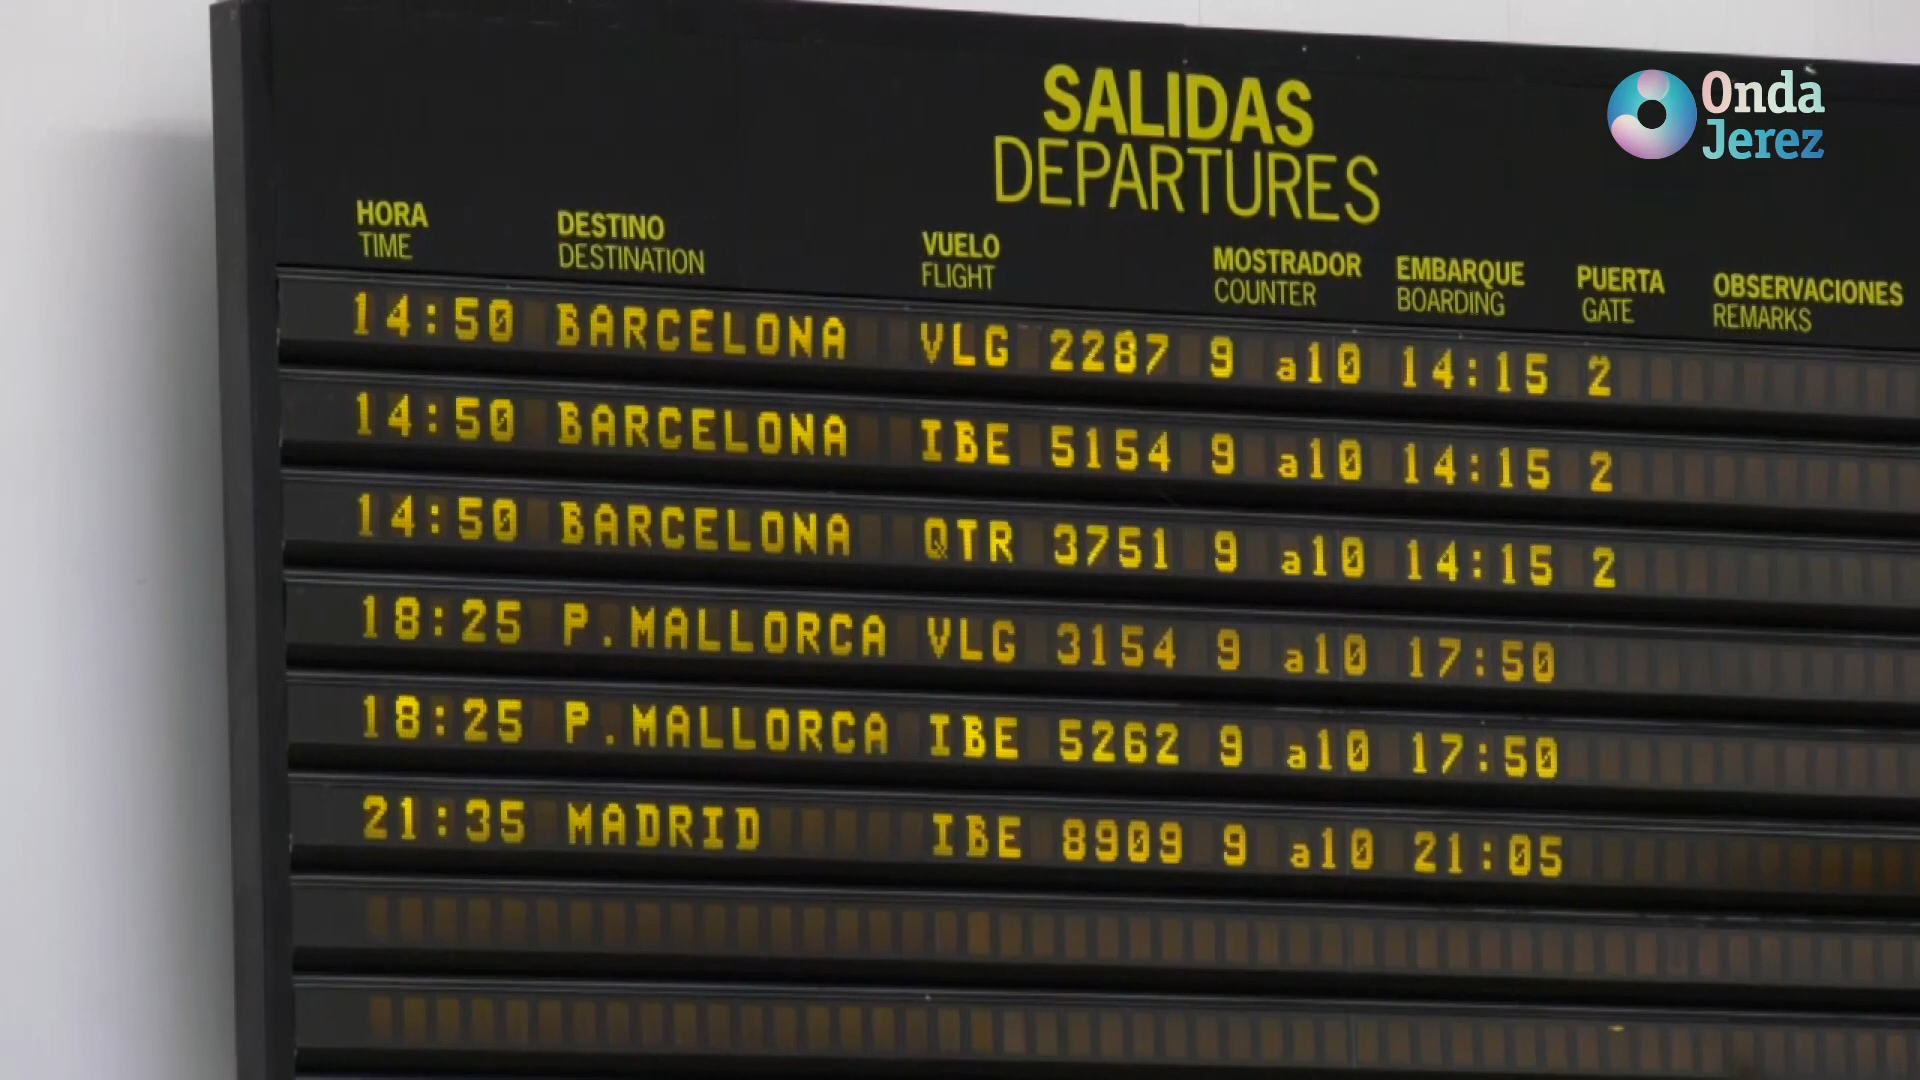 SALIDAS
DEPARTURES
Onda
Jerez
HORA DESTINO VUELO MOSTRADOR EMBARQUE PUERTA OBSERVACIONES
TIME DESTINATION FLIGHT COUNTER BOARDING GATE REMARKS
14:50 BARCELONA VLG 2287 9 a10 14:15 2
14:50 BARCELONA IBE 5154 9 a10 14:15 2
14:50 BARCELONA QTR 3751 9 a10 14:15 2
18:25 P.MALLORCA VLG 3154 9 a10 17:50
18:25 P.MALLORCA IBE 5262 9 a10 17:50
21:35 MADRID IBE 8909 9 a10 21:05